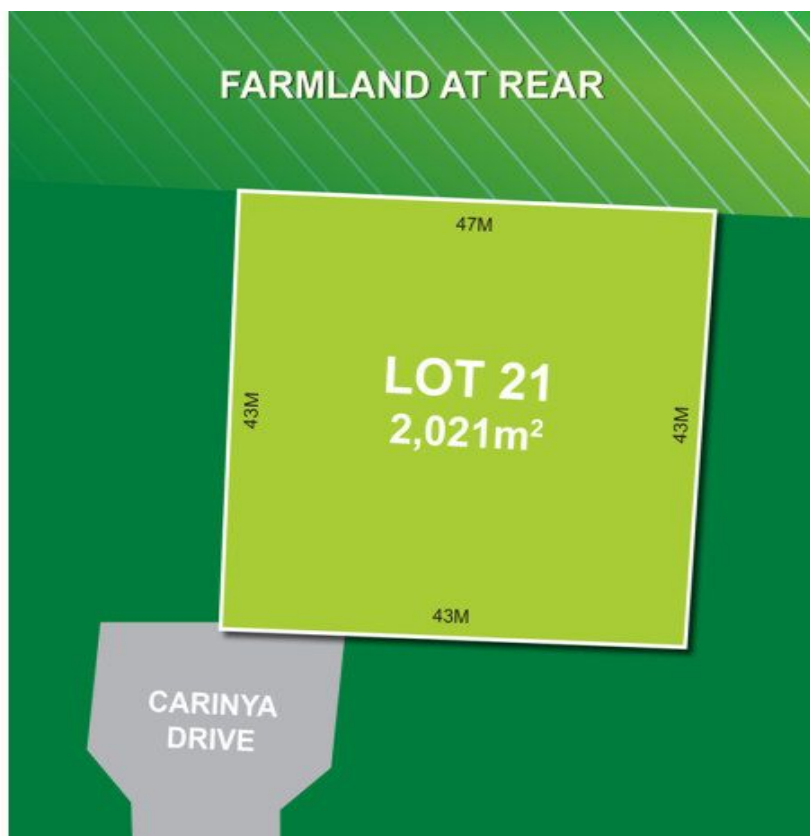 FARMLAND AT REAR
47M
LOT 21
2,021m²
43M
43M
43M
CARINYA
DRIVE